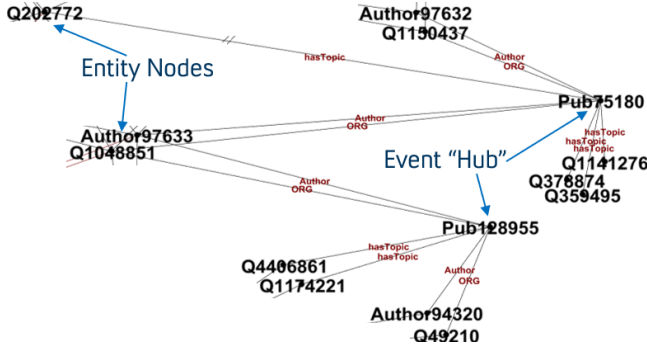 Q202772
Author97632
Q1150437
hasTopic
Author
ORG
Entity Nodes
Pub75180
Author
ORG
Author97633
Q1048851
hasTopic
hasTopic
hasTopic
Event “Hub”
Q1141276
Q378874
Q359495
Author
ORG
Pub128955
hasTopic
hasTopic
Q4406861
Q1174221
Author
ORG
Author94320
Q49210